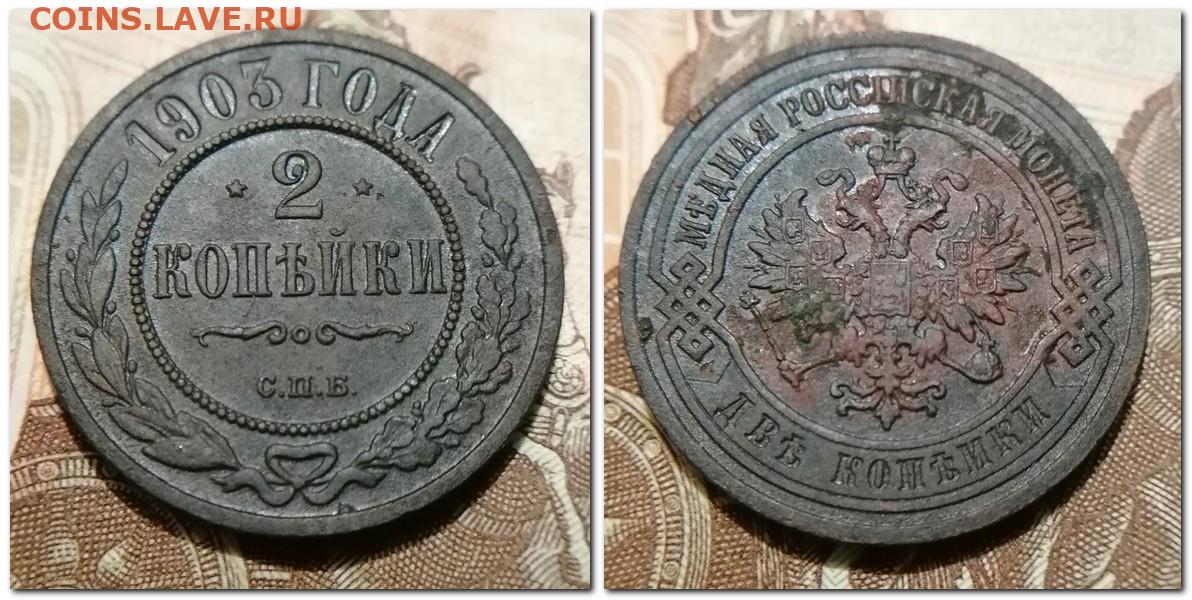 COINS.LAVE.RU
1903 ГОДА
2
КОПѢЙКИ
С.П.Б.
МѢДНАЯ РОССІЙСКАЯ МОНЕТА
ДВѢ КОПѢЙКИ